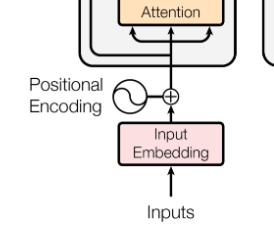 Attention
Positional
Encoding
Input
Embedding
Inputs